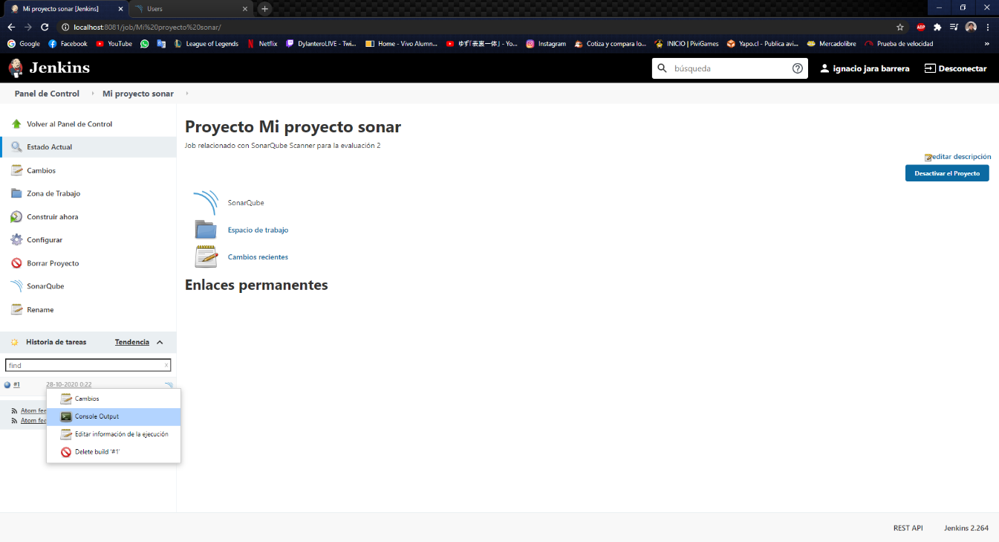 Mi proyecto sonar [Jenkins]
Users
localhost:8081/job/Mi%20proyecto%20sonar/
ABP
Google
Facebook
YouTube
League of Legends
Netflix
DylanteroLIVE - Twi...
Home - Vivo Alumn...
ゆず「表裏一体」- Yo...
Instagram
Cotiza y compara lo...
INICIO | PiviGames
Yapo.cl - Publica avi...
Mercadolibre
Prueba de velocidad
»
Jenkins
búsqueda
ignacio jara barrera
Desconectar
Panel de Control
Mi proyecto sonar
Volver al Panel de Control
Estado Actual
Cambios
Zona de Trabajo
Construir ahora
Configurar
Borrar Proyecto
SonarQube
Rename
Historia de tareas
Tendencia
find
x
#1
28-10-2020 0:22
Atom fee
Atom fee
Cambios
Console Output
Editar información de la ejecución
Delete build '#1'
Proyecto Mi proyecto sonar
Job relacionado con SonarQube Scanner para la evaluación 2
editar descripción
Desactivar el Proyecto
SonarQube
Espacio de trabajo
Cambios recientes
Enlaces permanentes
REST API
Jenkins 2.264